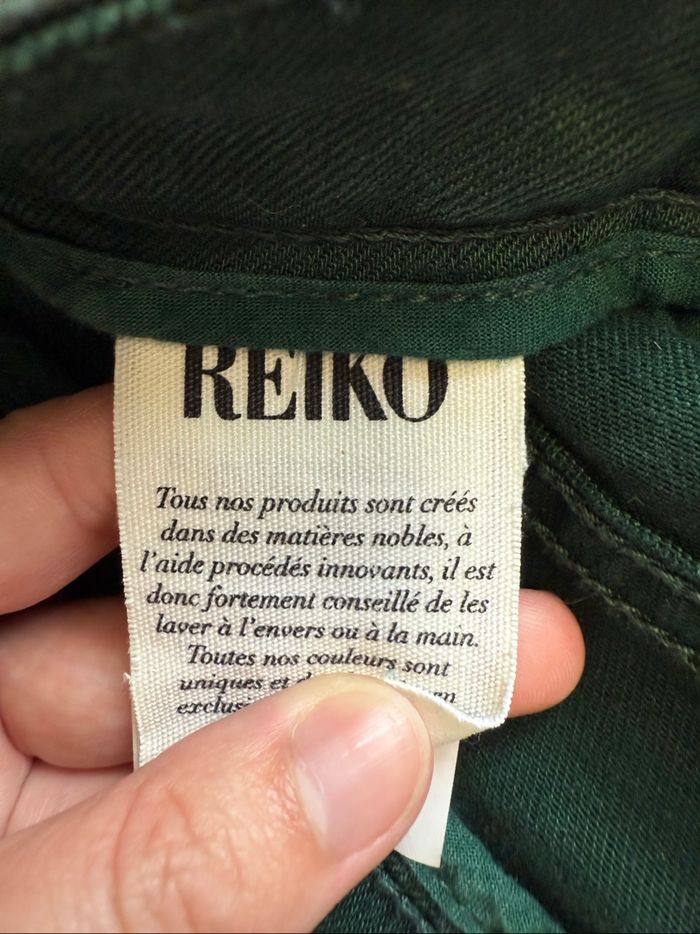 REIKO
Tous nos produits sont créés
dans des matières nobles, à
l'aide procédés innovants, il est
donc fortement conseillé de les
laver à l'envers ou à la main.
Toutes nos couleurs sont
uniques et